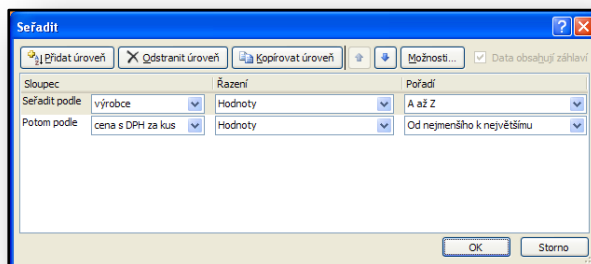 Seřadit
Přidat úroveň Odstranit úroveň Kopírovat úroveň Možnosti... Data obsahují záhlaví
Sloupec Řazení Pořadí
Seřadit podle výrobce Hodnoty A až Z
Potom podle cena s DPH za kus Hodnoty Od nejmenšího k největšímu
OK Storno